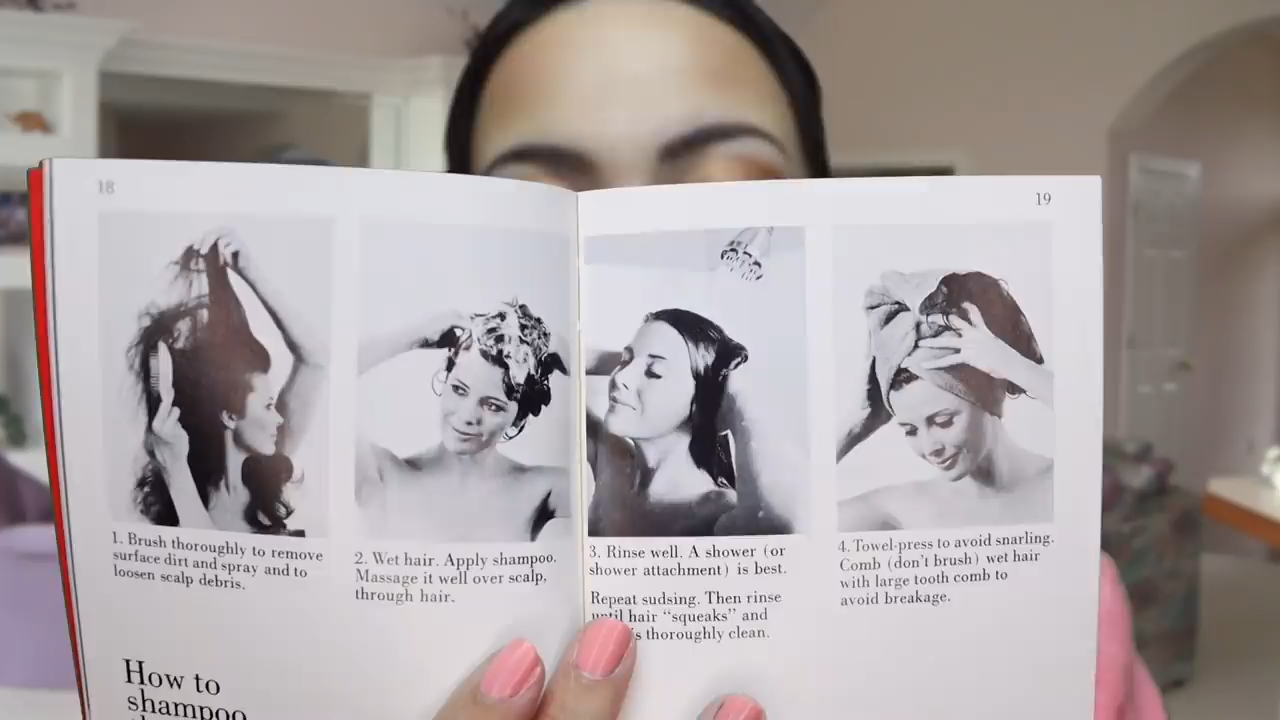 18
19
1. Brush thoroughly to remove
surface dirt and spray and to
loosen scalp debris.
2. Wet hair. Apply shampoo.
Massage it well over scalp,
through hair.
3. Rinse well. A shower (or
shower attachment) is best.
Repeat sudsing. Then rinse
until hair “squeaks” and
is thoroughly clean.
4. Towel-press to avoid snarling.
Comb (don’t brush) wet hair
with large tooth comb to
avoid breakage.
How to
shampoo